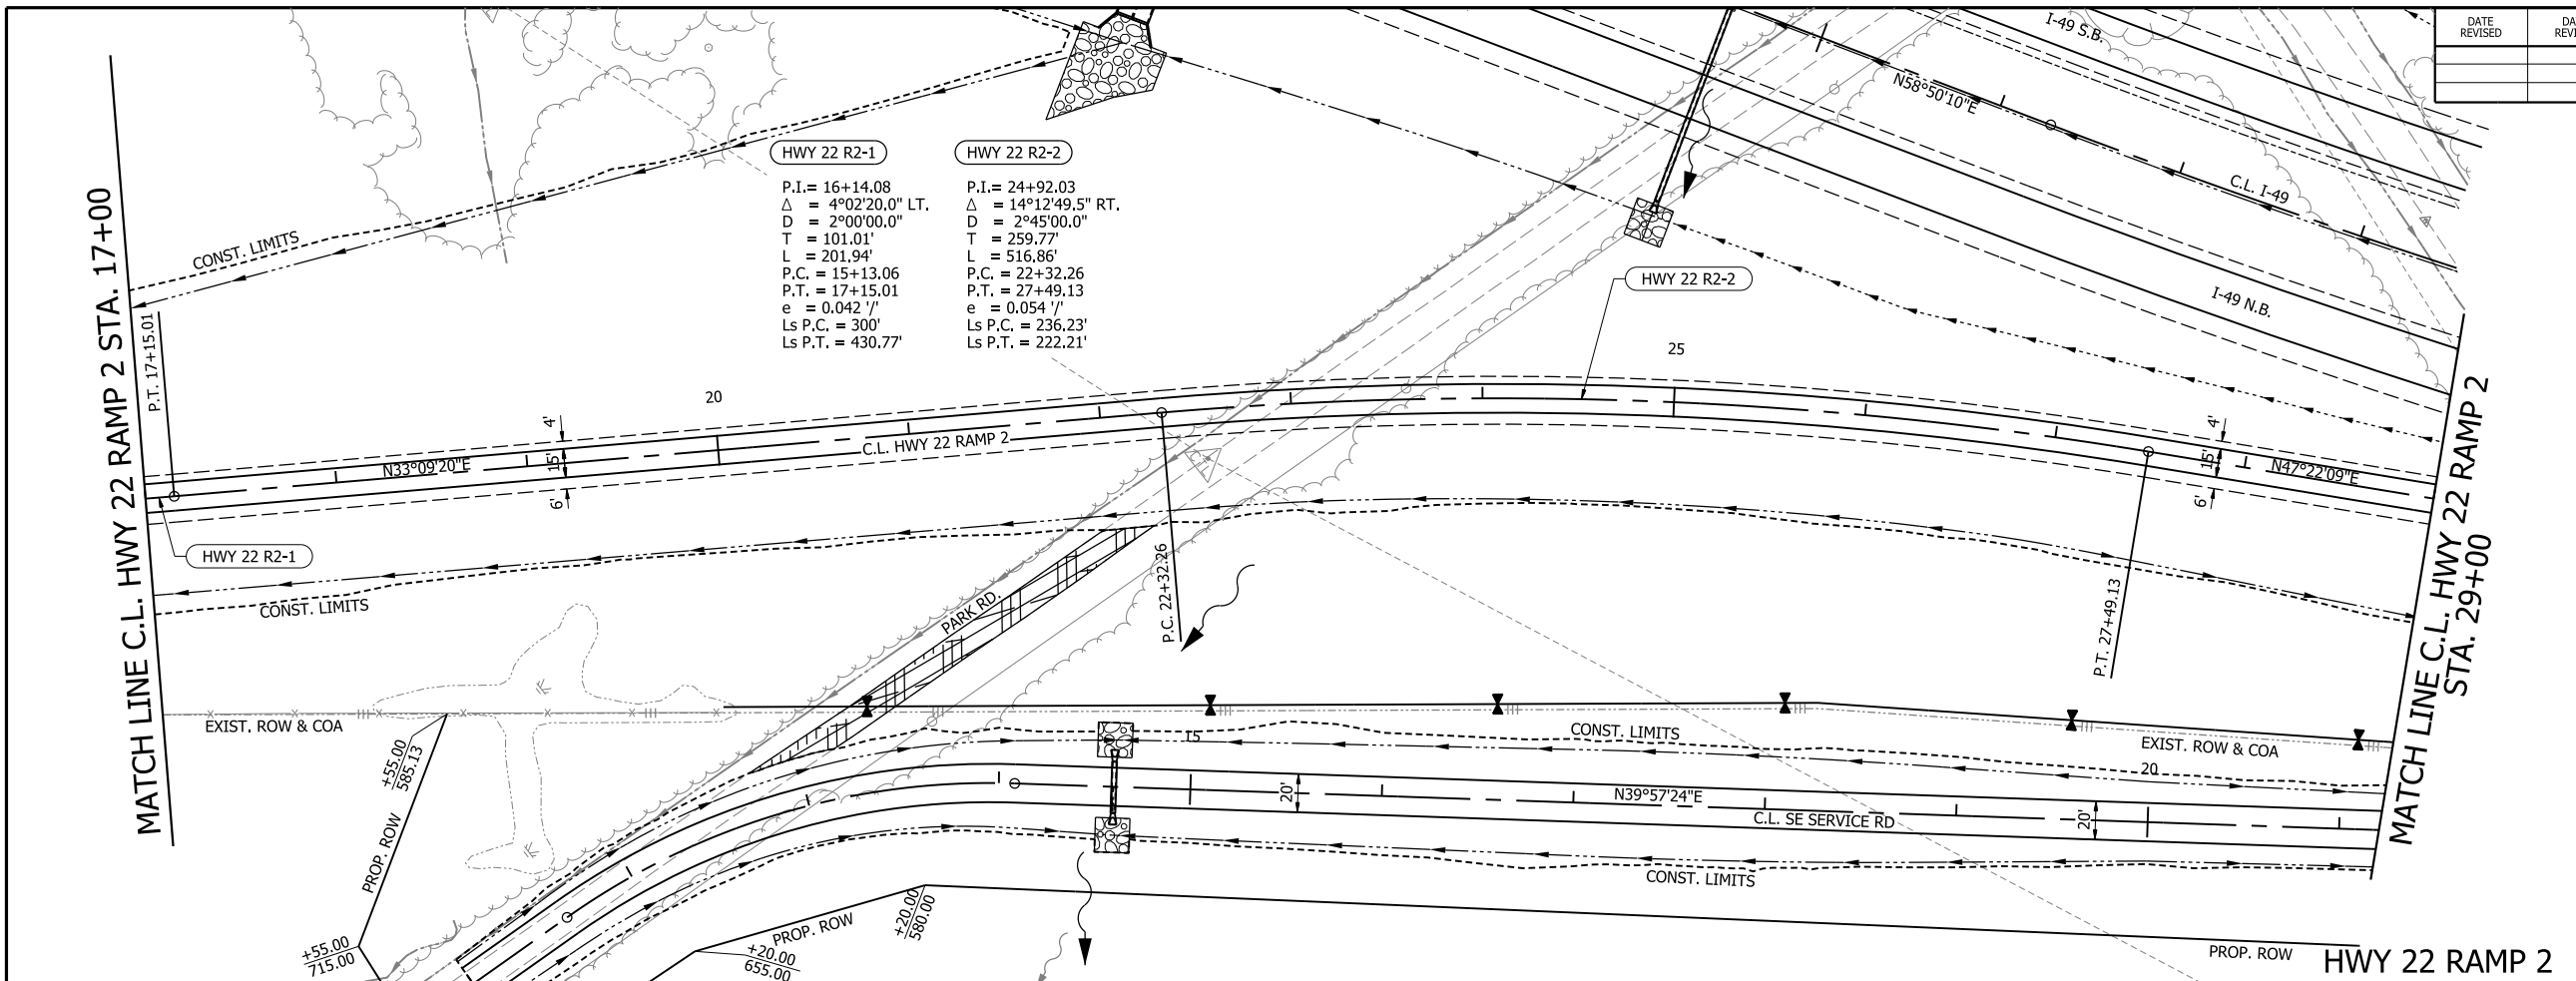 DATE
REVISED
I-49 S.B.
N58°50'10"E
C.L. I-49
I-49 N.B.
HWY 22 R2-1
P.I.= 16+14.08
Δ = 4°02'20.0" LT.
D = 2°00'00.0"
T = 101.01'
L = 201.94'
P.C. = 15+13.06
P.T. = 17+15.01
e = 0.042 '/'
Ls P.C. = 300'
Ls P.T. = 430.77'
HWY 22 R2-2
P.I.= 24+92.03
Δ = 14°12'49.5" RT.
D = 2°45'00.0"
T = 259.77'
L = 516.86'
P.C. = 22+32.26
P.T. = 27+49.13
e = 0.054 '/'
Ls P.C. = 236.23'
Ls P.T. = 222.21'
MATCH LINE C.L. HWY 22 RAMP 2 STA. 17+00
CONST. LIMITS
P.T. 17+15.01
HWY 22 R2-2
25
20
4'
15'
6'
N33°09'20"E
C.L. HWY 22 RAMP 2
4'
15'
6'
N47°22'09"E
HWY 22 R2-1
CONST. LIMITS
PARK RD.
P.C. 22+32.26
P.T. 27+49.13
MATCH LINE C.L. HWY 22 RAMP 2
STA. 29+00
EXIST. ROW & COA
+55.00
585.13
15
CONST. LIMITS
EXIST. ROW & COA
20
20'
N39°57'24"E
C.L. SE SERVICE RD
20'
CONST. LIMITS
PROP. ROW
+55.00
715.00
PROP. ROW
+20.00
655.00
+20.00
580.00
PROP. ROW
HWY 22 RAMP 2